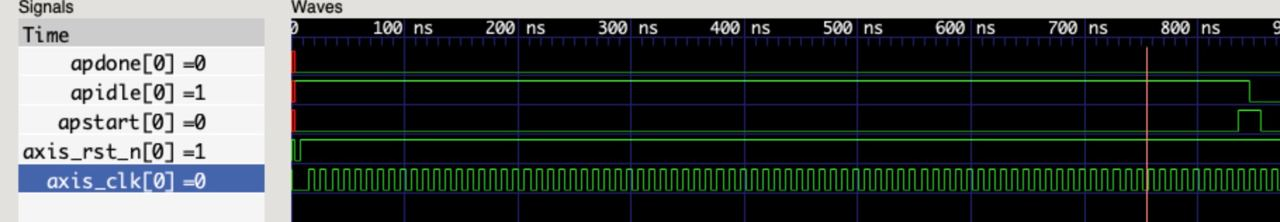 Signals Waves
Time
0 100 ns 200 ns 300 ns 400 ns 500 ns 600 ns 700 ns 800 ns 9
apdone[0] =0
apidle[0] =1
apstart[0] =0
axis_rst_n[0] =1
axis_clk[0] =0